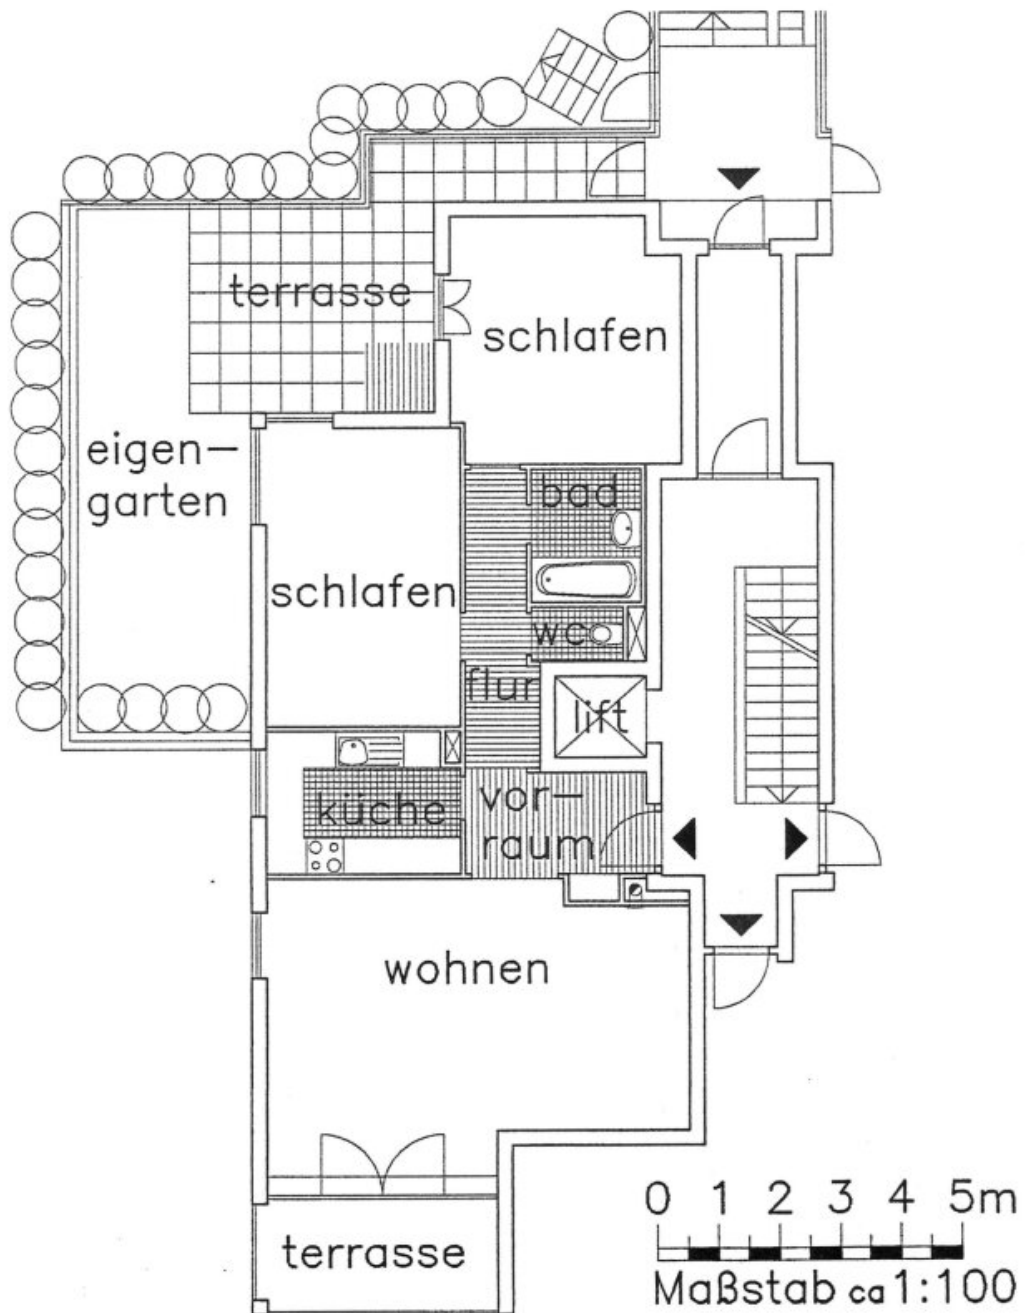 terrasse
schlafen
eigen-
garten
bad
schlafen
wc
flur
lift
küche
vor-
raum
wohnen
0 1 2 3 4 5m
terrasse
Maßstab ca 1:100